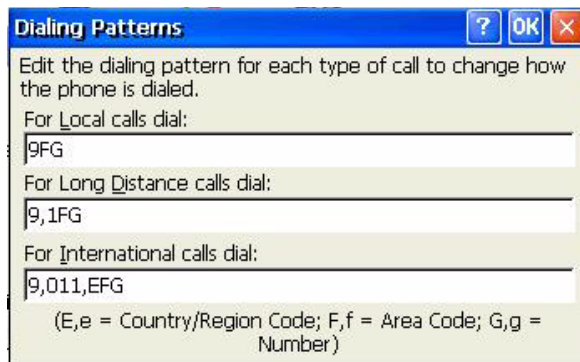 Dialing Patterns ? OK ×
Edit the dialing pattern for each type of call to change how
the phone is dialed.
For Local calls dial:
9FG
For Long Distance calls dial:
9,1FG
For International calls dial:
9,011,EFG
(E,e = Country/Region Code; F,f = Area Code; G,g =
Number)